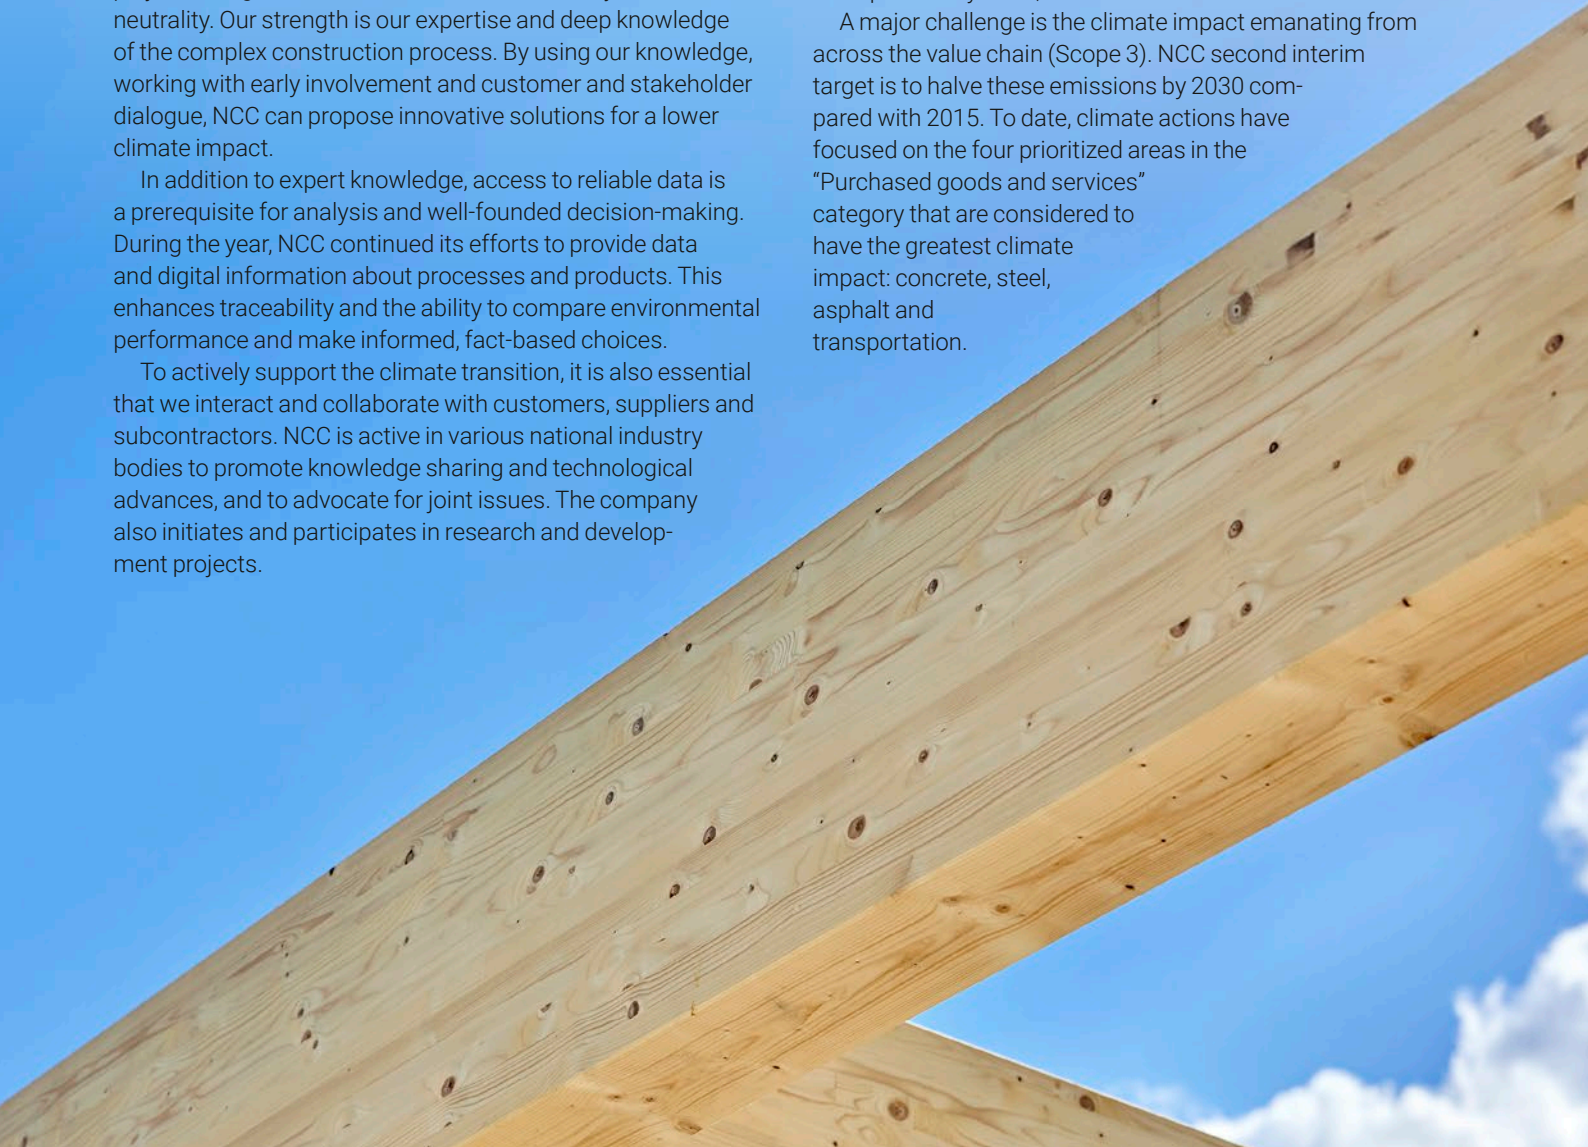 neutrality. Our strength is our expertise and deep knowledge
of the complex construction process. By using our knowledge,
working with early involvement and customer and stakeholder
dialogue, NCC can propose innovative solutions for a lower
climate impact.
In addition to expert knowledge, access to reliable data is
a prerequisite for analysis and well-founded decision-making.
During the year, NCC continued its efforts to provide data
and digital information about processes and products. This
enhances traceability and the ability to compare environmental
performance and make informed, fact-based choices.
To actively support the climate transition, it is also essential
that we interact and collaborate with customers, suppliers and
subcontractors. NCC is active in various national industry
bodies to promote knowledge sharing and technological
advances, and to advocate for joint issues. The company
also initiates and participates in research and develop-
ment projects.
A major challenge is the climate impact emanating from
across the value chain (Scope 3). NCC second interim
target is to halve these emissions by 2030 com-
pared with 2015. To date, climate actions have
focused on the four prioritized areas in the
“Purchased goods and services”
category that are considered to
have the greatest climate
impact: concrete, steel,
asphalt and
transportation.